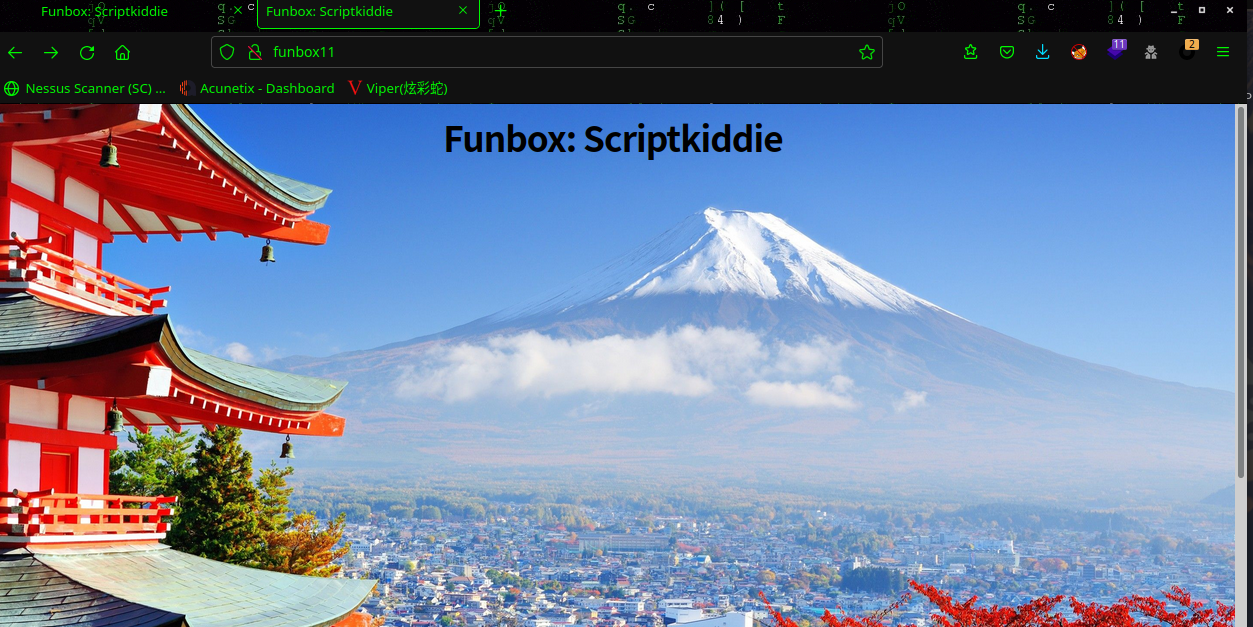 Funbox: Scriptkiddie
Funbox: Scriptkiddie
funbox11
11
2
Nessus Scanner (SC) ...
Acunetix - Dashboard
Viper(炫彩蛇)
Funbox: Scriptkiddie